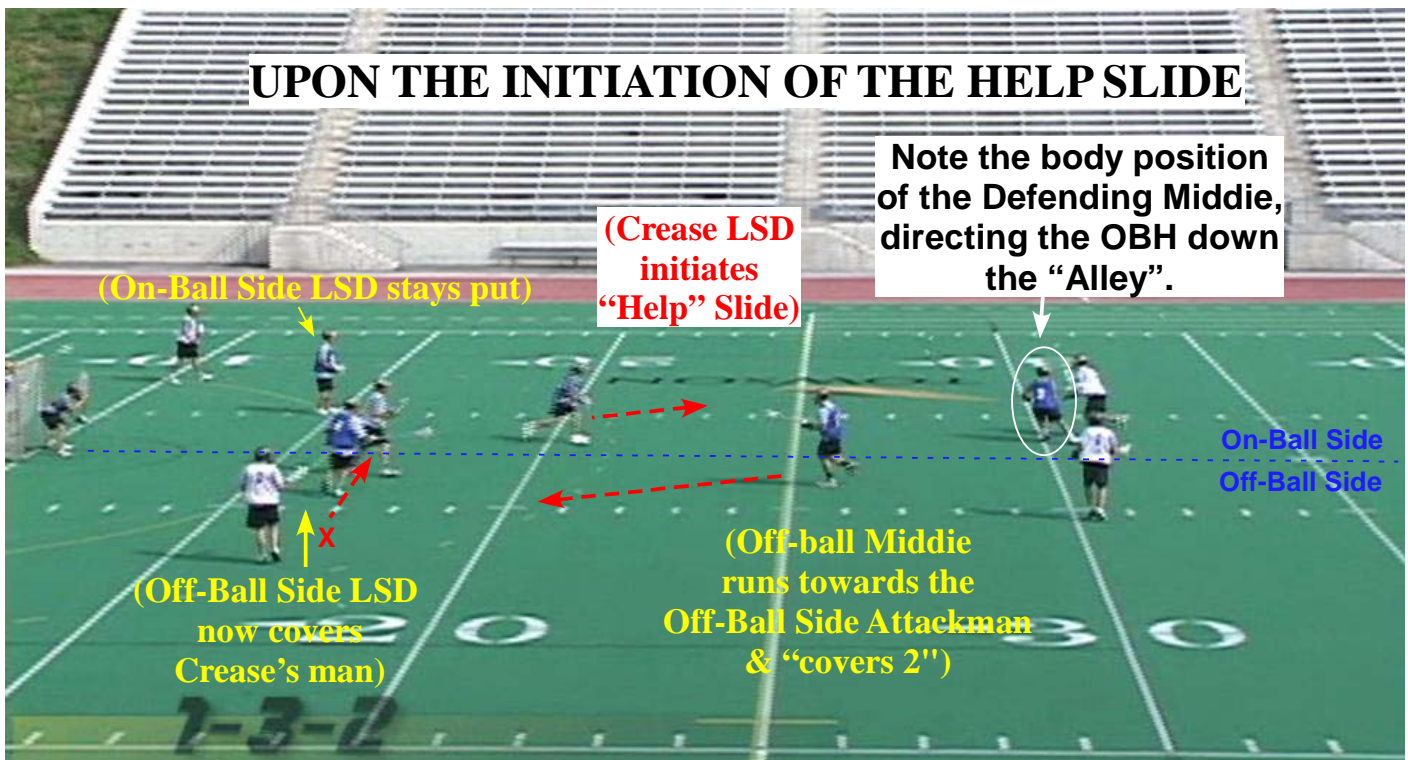 UPON THE INITIATION OF THE HELP SLIDE
Note the body position
of the Defending Middie,
directing the OBH down
the “Alley”.
(Crease LSD
initiates
“Help” Slide)
(On-Ball Side LSD stays put)
On-Ball Side
Off-Ball Side
X
(Off-Ball Side LSD
now covers
Crease’s man)
(Off-ball Middie
runs towards the
Off-Ball Side Attackman
& “covers 2")
20
30
1-3-2